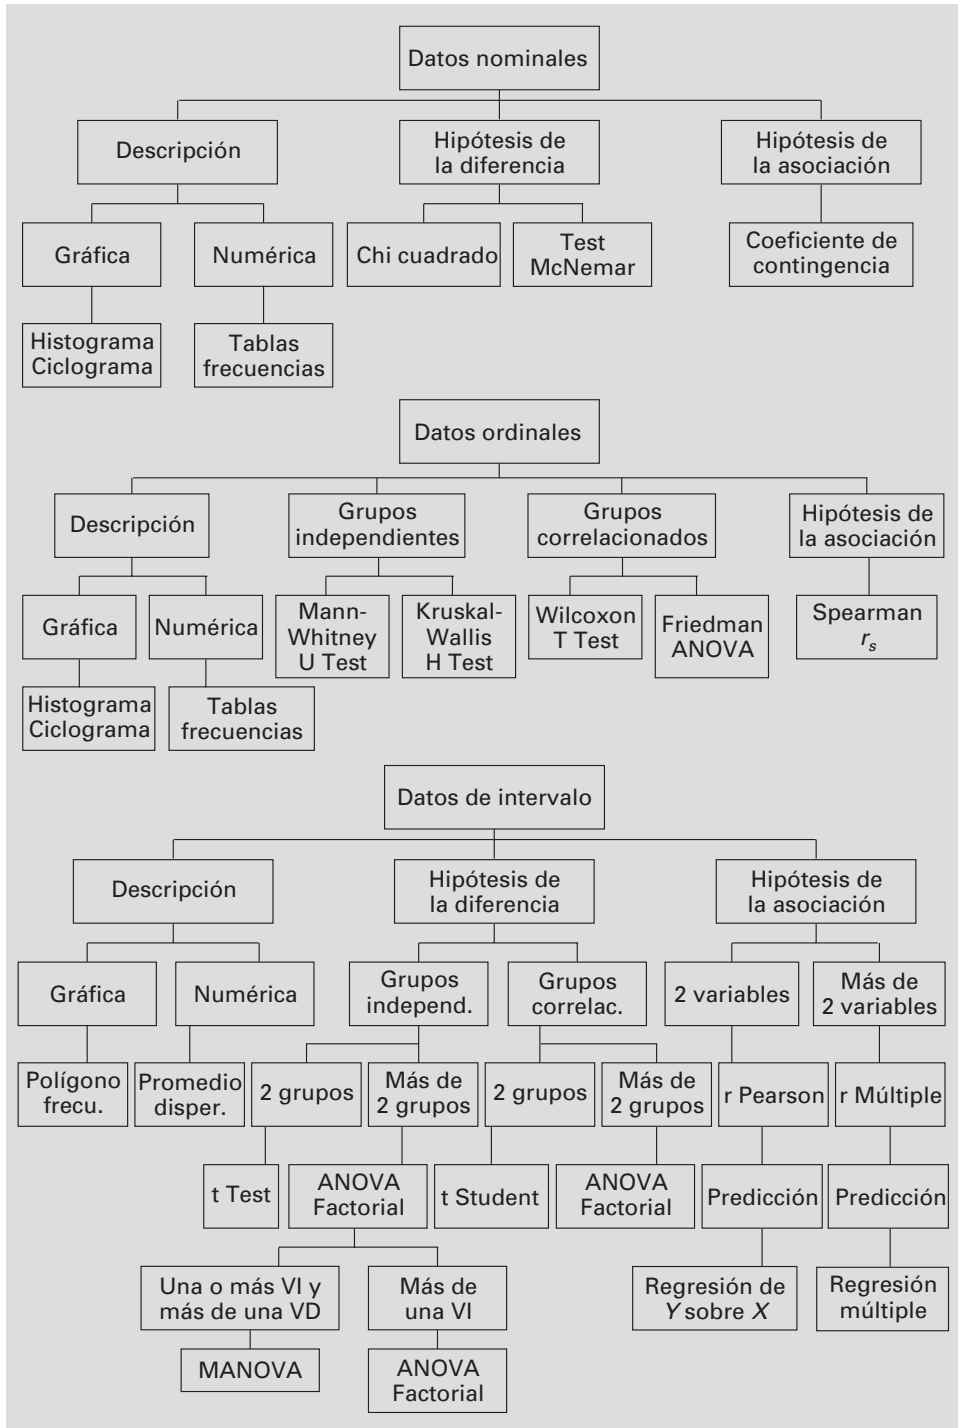 Datos nominales
Descripción
Hipótesis de
la diferencia
Hipótesis de
la asociación
Gráfica
Numérica
Chi cuadrado
Test
McNemar
Coeficiente de
contingencia
Histograma
Ciclograma
Tablas
frecuencias
Datos ordinales
Descripción
Grupos
independientes
Grupos
correlacionados
Hipótesis de
la asociación
Gráfica
Numérica
Mann-
Whitney
U Test
Kruskal-
Wallis
H Test
Wilcoxon
T Test
Friedman
ANOVA
Spearman
r_s
Histograma
Ciclograma
Tablas
frecuencias
Datos de intervalo
Descripción
Hipótesis de
la diferencia
Hipótesis de
la asociación
Gráfica
Numérica
Grupos
independ.
Grupos
correlac.
2 variables
Más de
2 variables
Polígono
frecu.
Promedio
disper.
2 grupos
Más de
2 grupos
2 grupos
Más de
2 grupos
r Pearson
r Múltiple
t Test
ANOVA
Factorial
t Student
ANOVA
Factorial
Predicción
Predicción
Una o más VI y
más de una VD
Más de
una VI
Regresión de
Y sobre X
Regresión
múltiple
MANOVA
ANOVA
Factorial